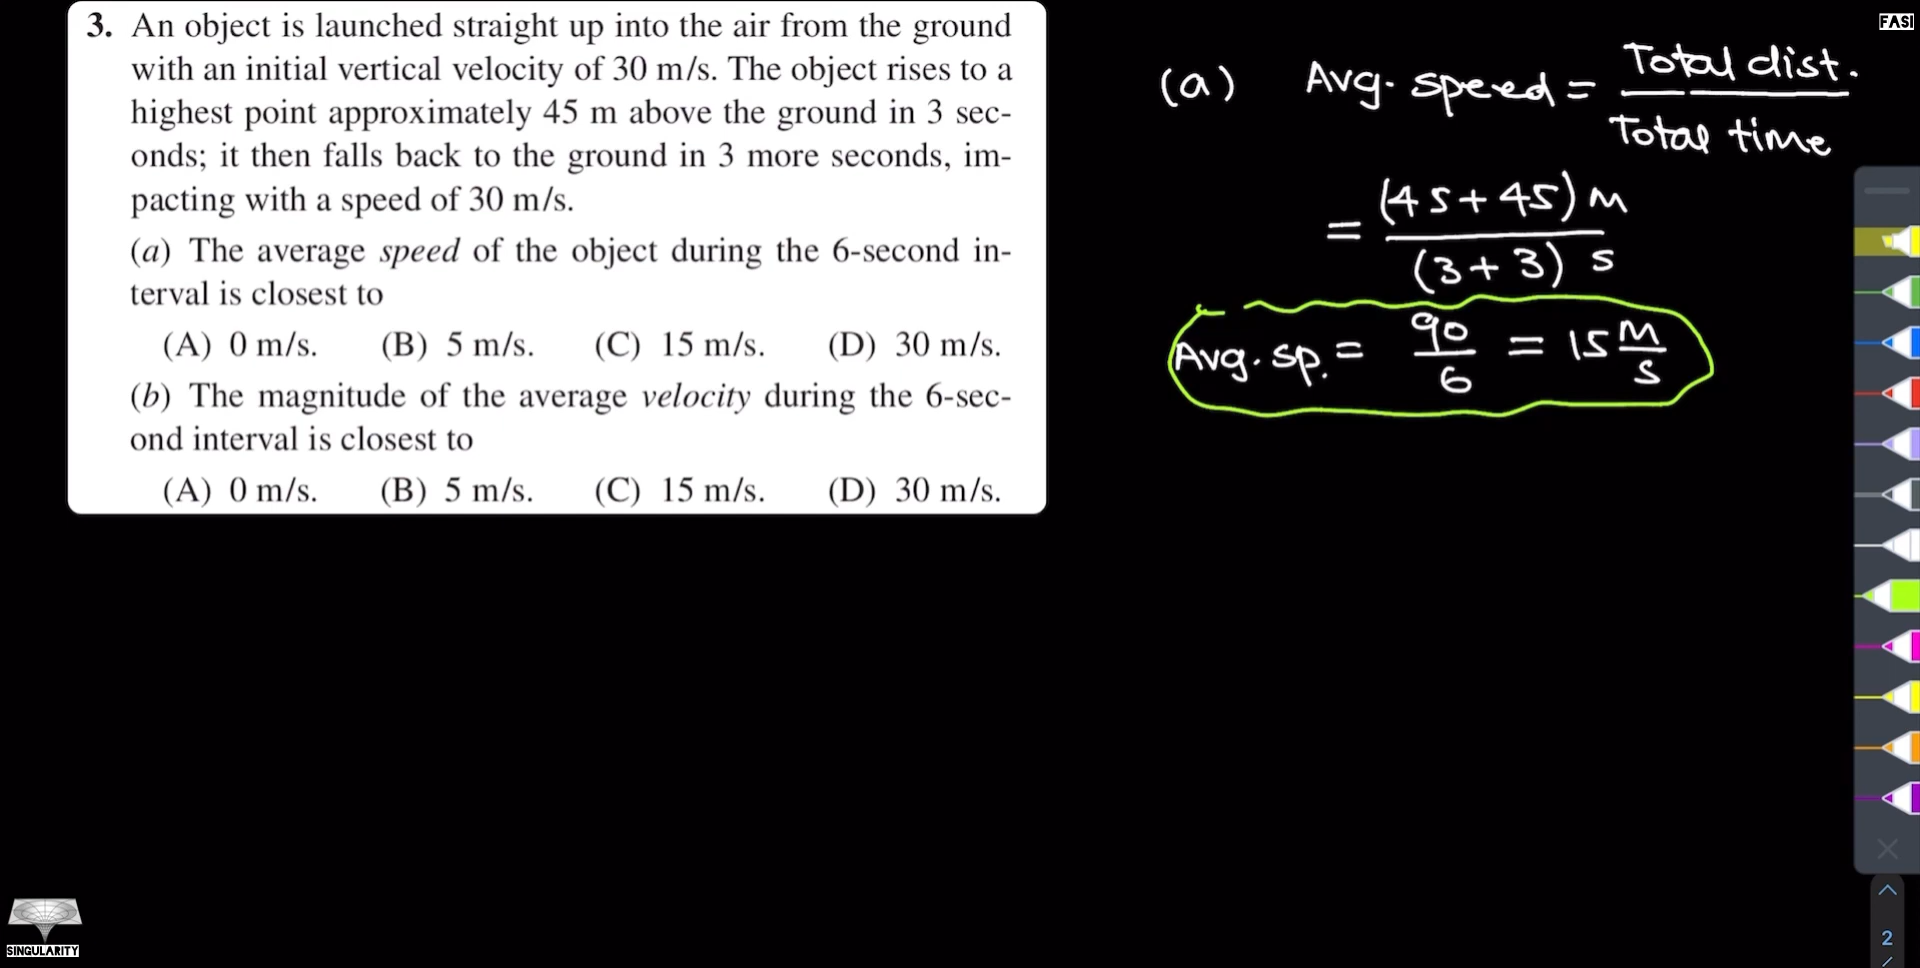 3. An object is launched straight up into the air from the ground
with an initial vertical velocity of 30 m/s. The object rises to a
highest point approximately 45 m above the ground in 3 sec-
onds; it then falls back to the ground in 3 more seconds, im-
pacting with a speed of 30 m/s.
(a) The average speed of the object during the 6-second in-
terval is closest to
(A) 0 m/s. (B) 5 m/s. (C) 15 m/s. (D) 30 m/s.
(b) The magnitude of the average velocity during the 6-sec-
ond interval is closest to
(A) 0 m/s. (B) 5 m/s. (C) 15 m/s. (D) 30 m/s.
(a) Avg. speed = Total dist.
Total time
= (45+45) m
(3+3) s
Avg. sp. = 90/6 = 15 m/s
FASI
SINGULARITY
2